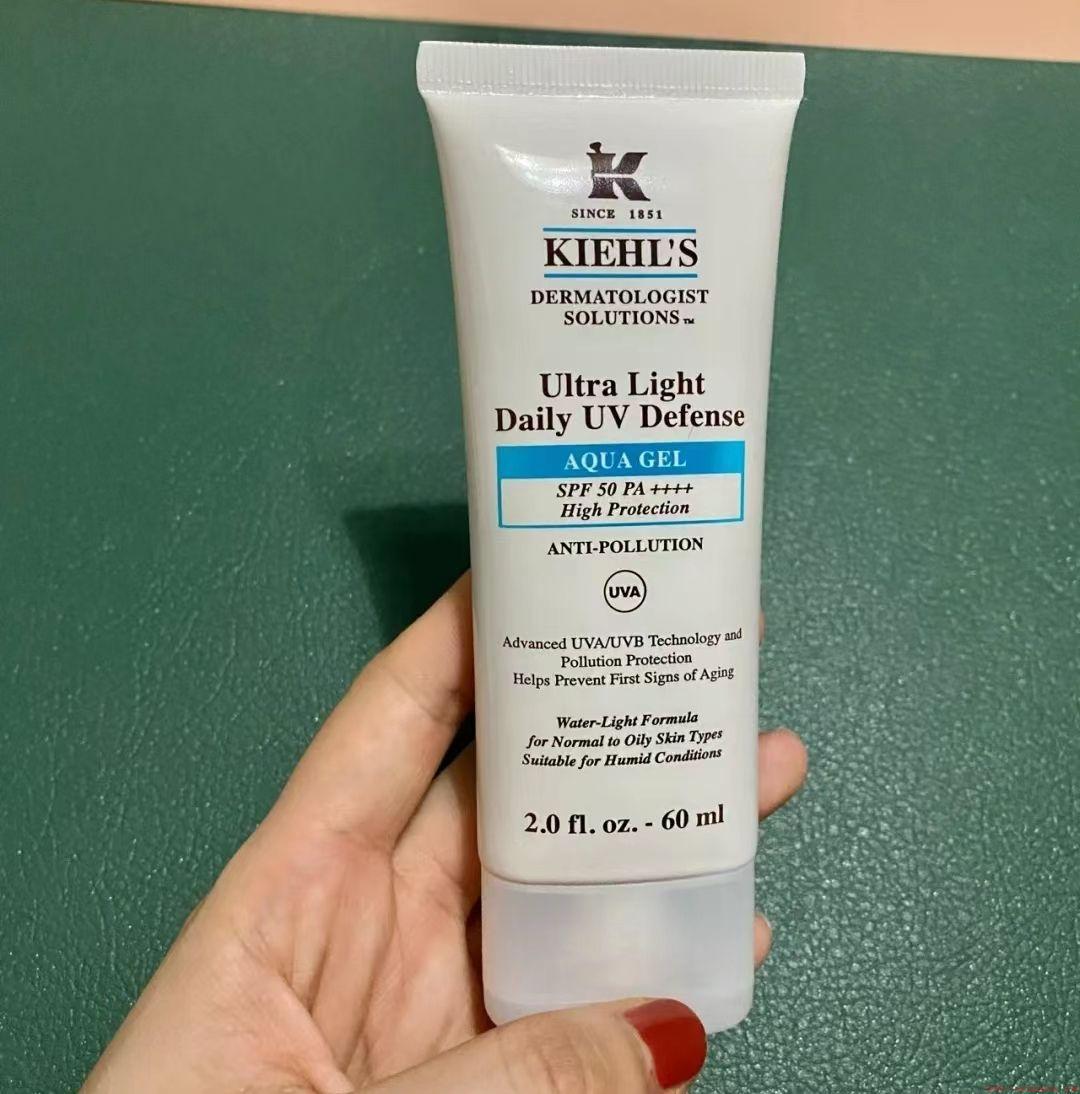 K
SINCE 1851
KIEHL'S
DERMATOLOGIST
SOLUTIONS™
Ultra Light
Daily UV Defense
AQUA GEL
SPF 50 PA ++++
High Protection
ANTI-POLLUTION
UVA
Advanced UVA/UVB Technology and
Pollution Protection
Helps Prevent First Signs of Aging
Water-Light Formula
for Normal to Oily Skin Types
Suitable for Humid Conditions
2.0 fl. oz. - 60 ml